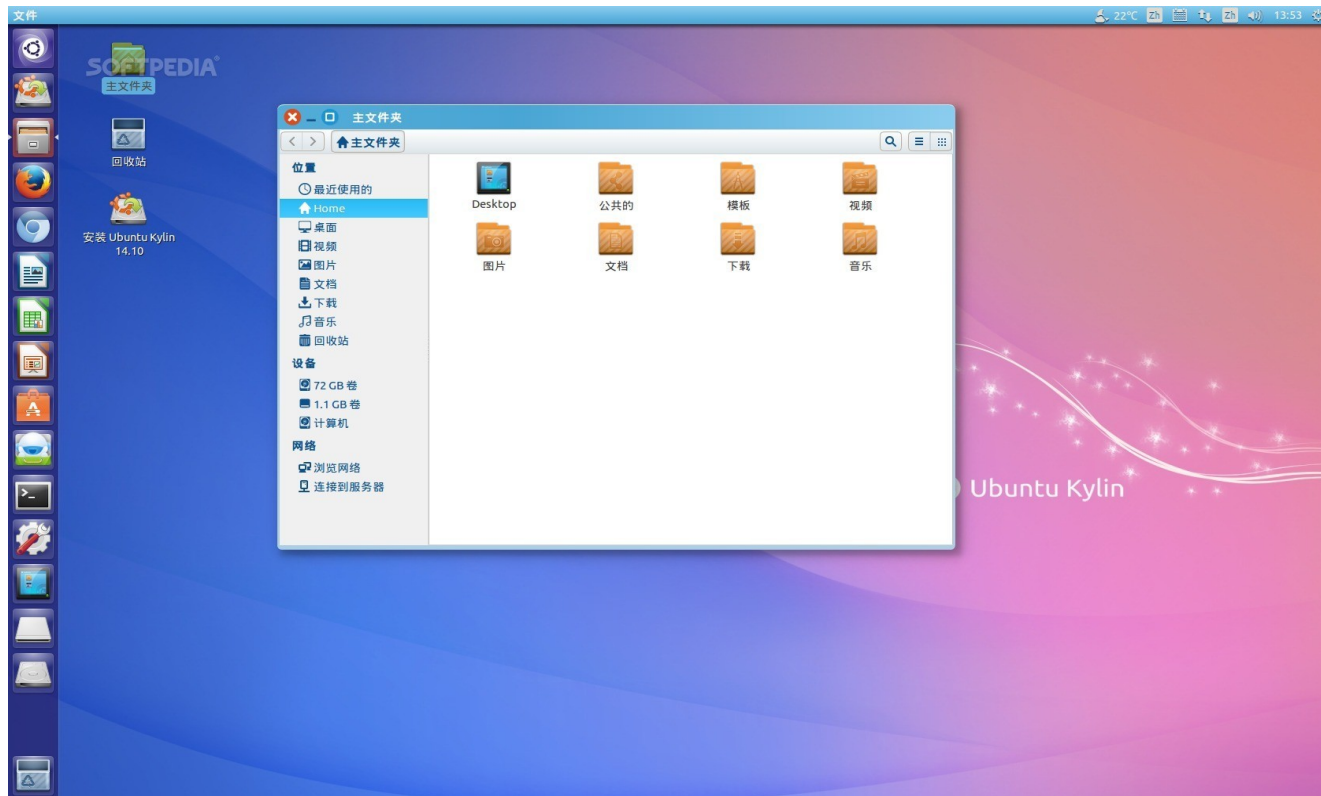 文件
22°C Zh Zh 13:53
SOFTPEDIA
主文件夹
回收站
安装 Ubuntu Kylin
14.10
主文件夹
主文件夹
位置
最近使用的
Home
桌面
视频
图片
文档
下载
音乐
回收站
设备
72 GB 卷
1.1 GB 卷
计算机
网络
浏览网络
连接到服务器
Desktop
公共的
模板
视频
图片
文档
下载
音乐
Ubuntu Kylin